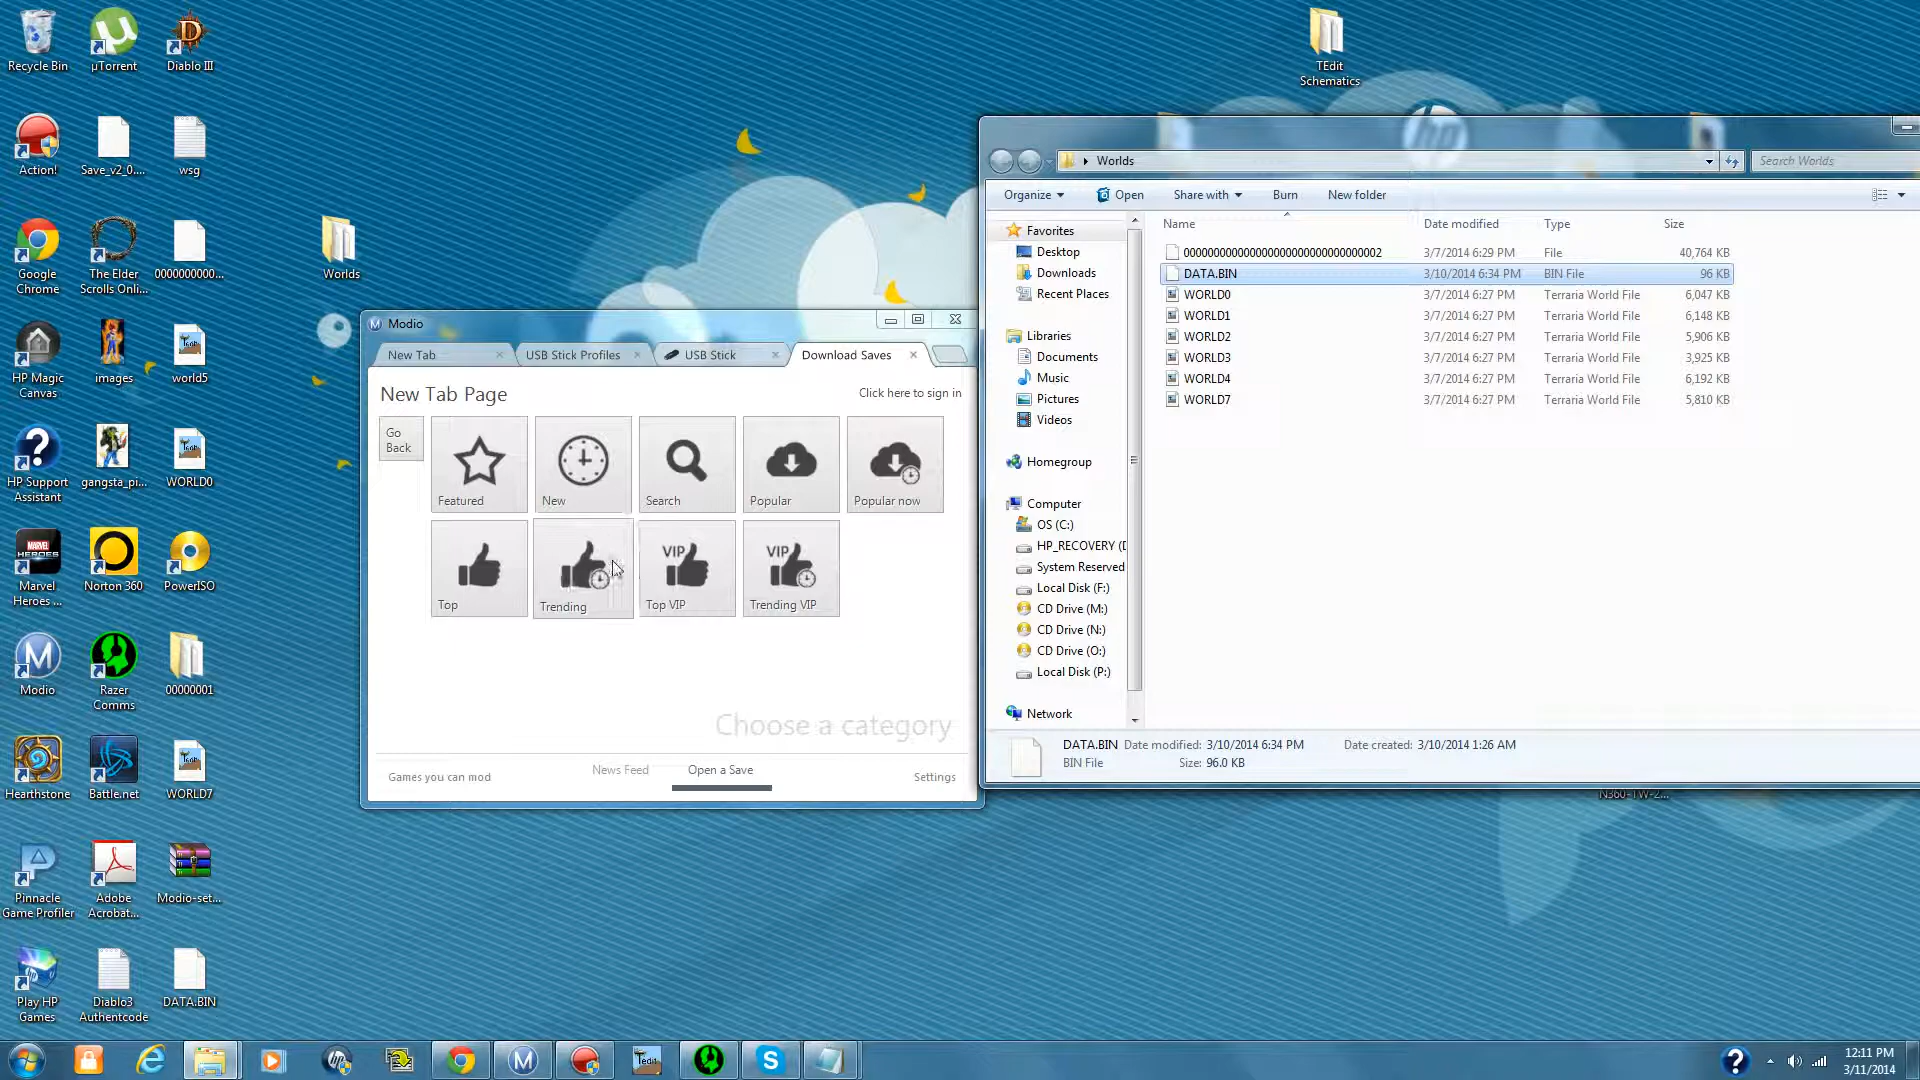 Recycle Bin
µTorrent
Diablo III
Action!
Save_v2_0....
wsg
Google
Chrome
The Elder
Scrolls Onli...
0000000000...
HP Magic
Canvas
images
world5
HP Support
Assistant
gangsta_pi...
WORLD0
MARVEL
HEROES
Marvel
Heroes ...
Norton 360
PowerISO
Modio
Razer
Comms
00000001
Hearthstone
Battle.net
WORLD7
Pinnacle
Game Profiler
Adobe
Acrobat...
Modio-set...
Play HP
Games
Diablo3
Authentcode
DATA.BIN
Worlds
TEdit
Schematics
hp
Modio
New Tab
USB Stick Profiles
USB Stick
Download Saves
New Tab Page
Click here to sign in
Go
Back
Featured
New
Search
Popular
Popular now
Top
Trending
VIP
Top VIP
VIP
Trending VIP
Choose a category
Games you can mod
News Feed
Open a Save
Settings
Worlds
Search Worlds
Organize
Open
Share with
Burn
New folder
Favorites
Desktop
Downloads
Recent Places
Libraries
Documents
Music
Pictures
Videos
Homegroup
Computer
OS (C:)
HP_RECOVERY (D
System Reserved
Local Disk (F:)
CD Drive (M:)
CD Drive (N:)
CD Drive (O:)
Local Disk (P:)
Network
Name Date modified Type Size
00000000000000000000000000000002 3/7/2014 6:29 PM File 40,764 KB
DATA.BIN 3/10/2014 6:34 PM BIN File 96 KB
WORLD0 3/7/2014 6:27 PM Terraria World File 6,047 KB
WORLD1 3/7/2014 6:27 PM Terraria World File 6,148 KB
WORLD2 3/7/2014 6:27 PM Terraria World File 5,906 KB
WORLD3 3/7/2014 6:27 PM Terraria World File 3,925 KB
WORLD4 3/7/2014 6:27 PM Terraria World File 6,192 KB
WORLD7 3/7/2014 6:27 PM Terraria World File 5,810 KB
DATA.BIN Date modified: 3/10/2014 6:34 PM Date created: 3/10/2014 1:26 AM
BIN File Size: 96.0 KB
12:11 PM
3/11/2014